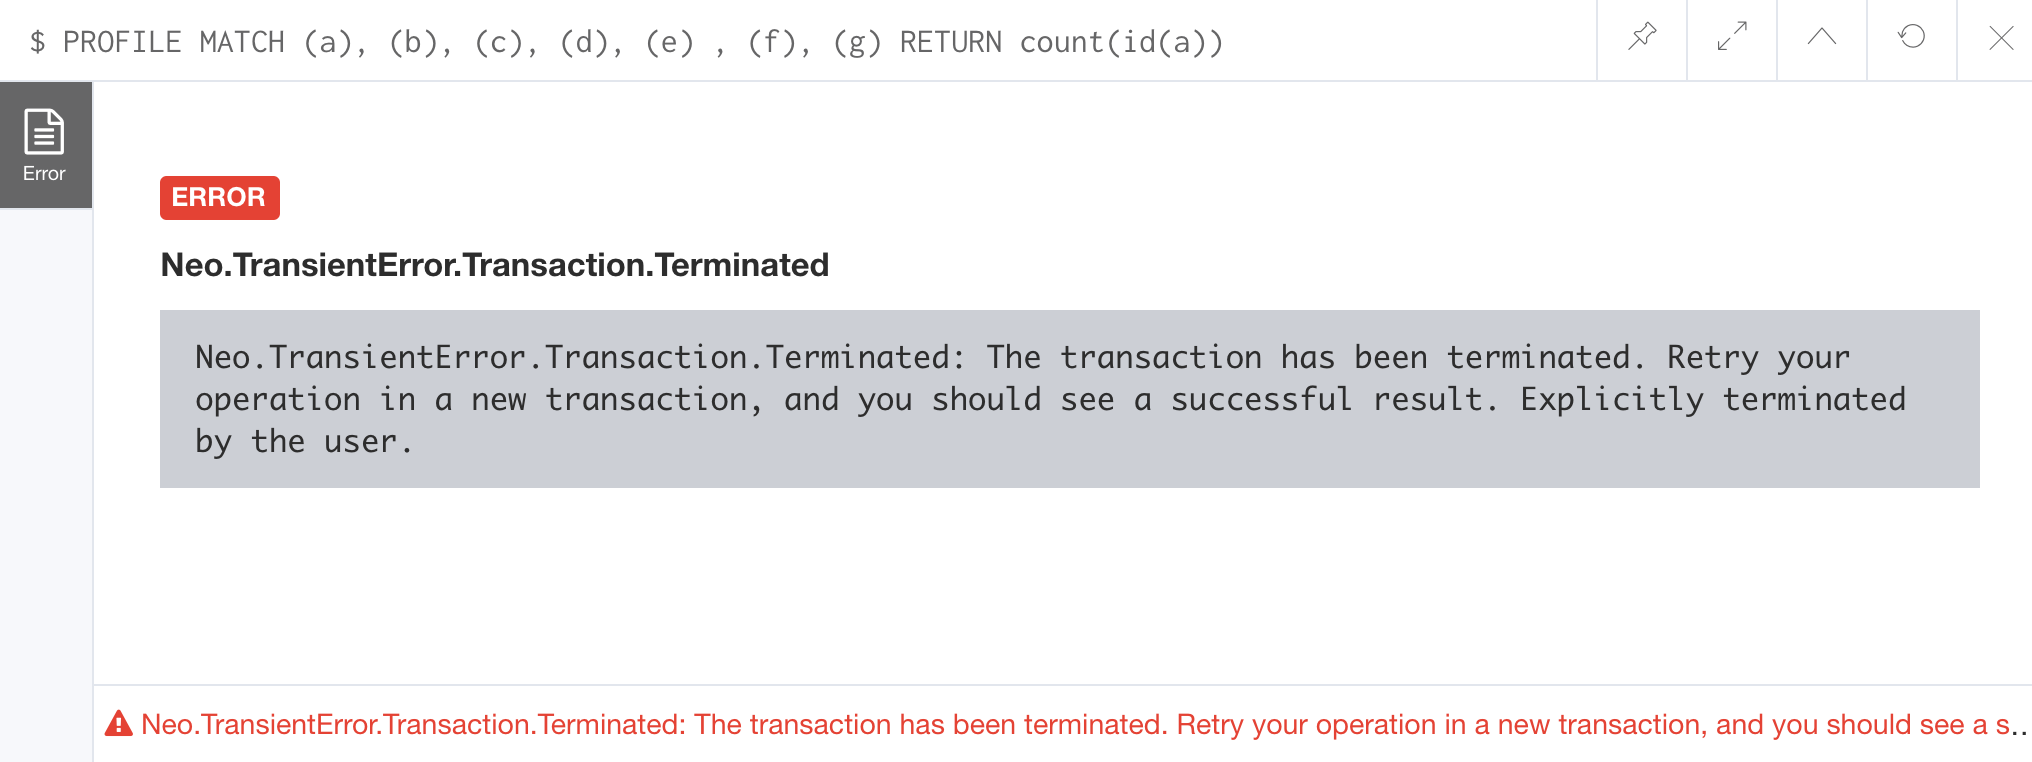 $ PROFILE MATCH (a), (b), (c), (d), (e) , (f), (g) RETURN count(id(a))
Error
ERROR
Neo.TransientError.Transaction.Terminated
Neo.TransientError.Transaction.Terminated: The transaction has been terminated. Retry your
operation in a new transaction, and you should see a successful result. Explicitly terminated
by the user.
Neo.TransientError.Transaction.Terminated: The transaction has been terminated. Retry your operation in a new transaction, and you should see a s...